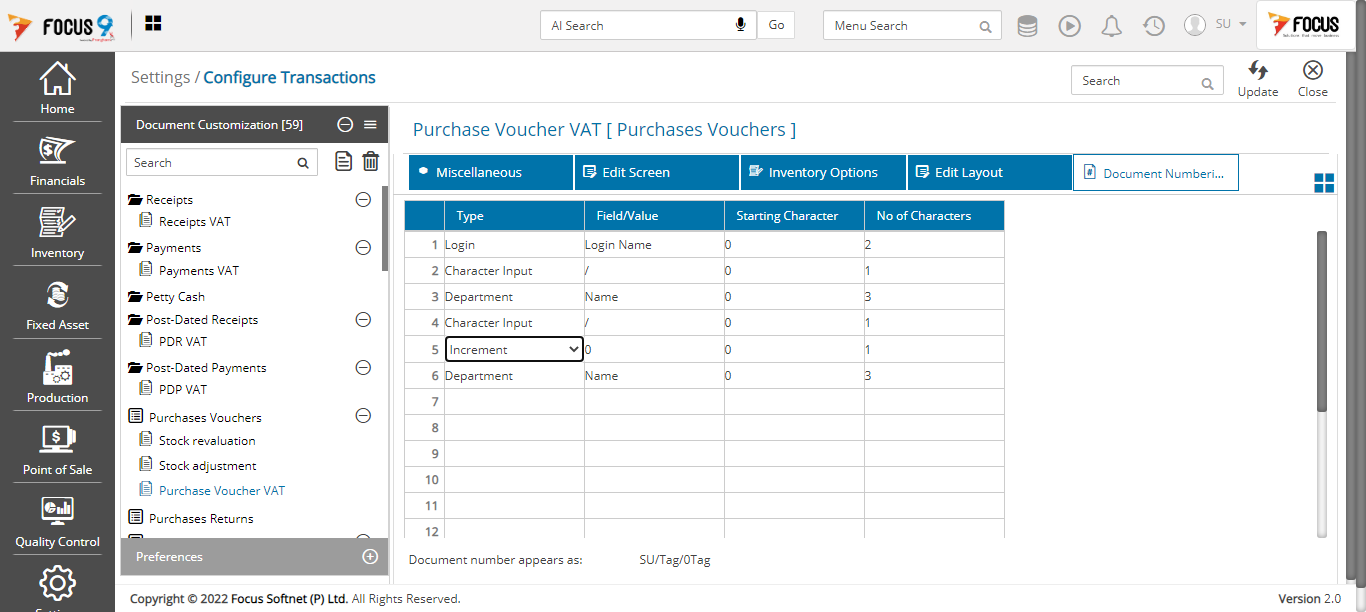 FOCUS 9
AI Search
Go
Menu Search
SU
FOCUS
Home
Financials
Inventory
Fixed Asset
Production
Point of Sale
Quality Control
Settings / Configure Transactions
Search
Update
Close
Document Customization [59]
Search
Receipts
Receipts VAT
Payments
Payments VAT
Petty Cash
Post-Dated Receipts
PDR VAT
Post-Dated Payments
PDP VAT
Purchases Vouchers
Stock revaluation
Stock adjustment
Purchase Voucher VAT
Purchases Returns
Preferences
Purchase Voucher VAT [ Purchases Vouchers ]
Miscellaneous
Edit Screen
Inventory Options
Edit Layout
Document Numberi...
Type Field/Value Starting Character No of Characters
1 Login Login Name 0 2
2 Character Input / 0 1
3 Department Name 0 3
4 Character Input / 0 1
5 Increment 0 0 1
6 Department Name 0 3
7
8
9
10
11
12
Document number appears as: SU/Tag/0Tag
Copyright © 2022 Focus Softnet (P) Ltd. All Rights Reserved.
Version 2.0